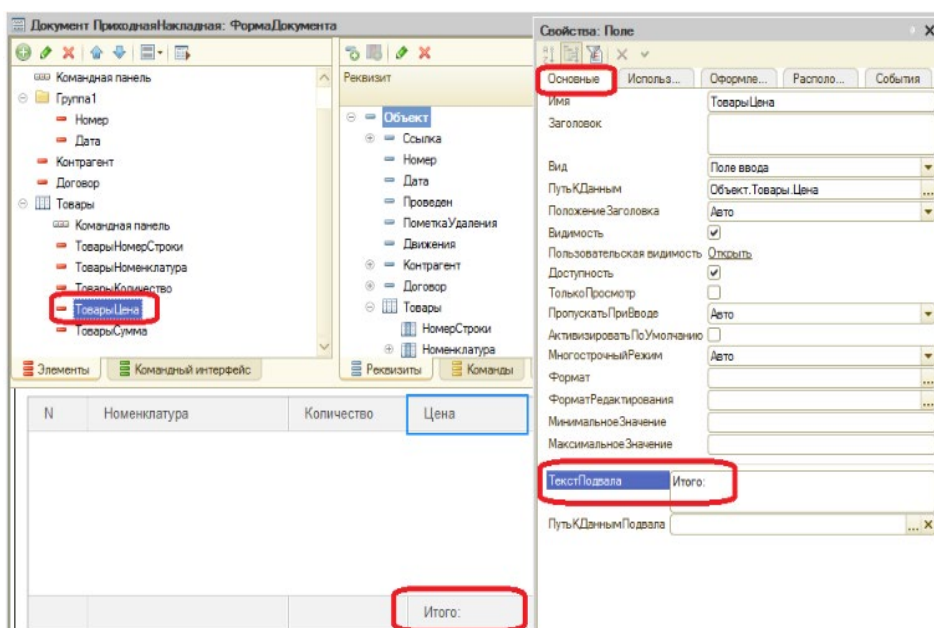 Документ ПриходнаяНакладная: ФормаДокумента
Командная панель
Группа1
Номер
Дата
Контрагент
Договор
Товары
Командная панель
ТоварыНомерСтроки
ТоварыНоменклатура
ТоварыКоличество
ТоварыЦена
ТоварыСумма
Элементы
Командный интерфейс
Реквизит
Объект
Ссылка
Номер
Дата
Проведен
ПометкаУдаления
Движения
Контрагент
Договор
Товары
НомерСтроки
Номенклатура
Реквизиты
Команды
N Номенклатура Количество Цена
Итого:
Свойства: Поле
Основные Использ... Оформле... Располо... События
Имя ТоварыЦена
Заголовок
Вид Поле ввода
ПутьКДанным Объект.Товары.Цена
ПоложениеЗаголовка Авто
Видимость
Пользовательская видимость Открыть
Доступность
ТолькоПросмотр
ПропускатьПриВводе Авто
АктивизироватьПоУмолчанию
МногострочныйРежим Авто
Формат
ФорматРедактирования
МинимальноеЗначение
МаксимальноеЗначение
ТекстПодвала Итого:
ПутьКДаннымПодвала